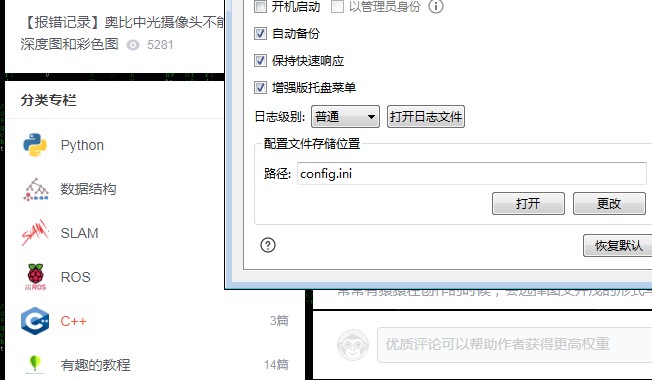 【报错记录】奥比中光摄像头不能
深度图和彩色图 5281
分类专栏
Python
数据结构
SLAM
ROS
C++ 3篇
有趣的教程 14篇
开机启动 以管理员身份
自动备份
保持快速响应
增强版托盘菜单
日志级别: 普通 打开日志文件
配置文件存储位置
路径: config.ini
打开 更改
恢复默认
优质评论可以帮助作者获得更高权重